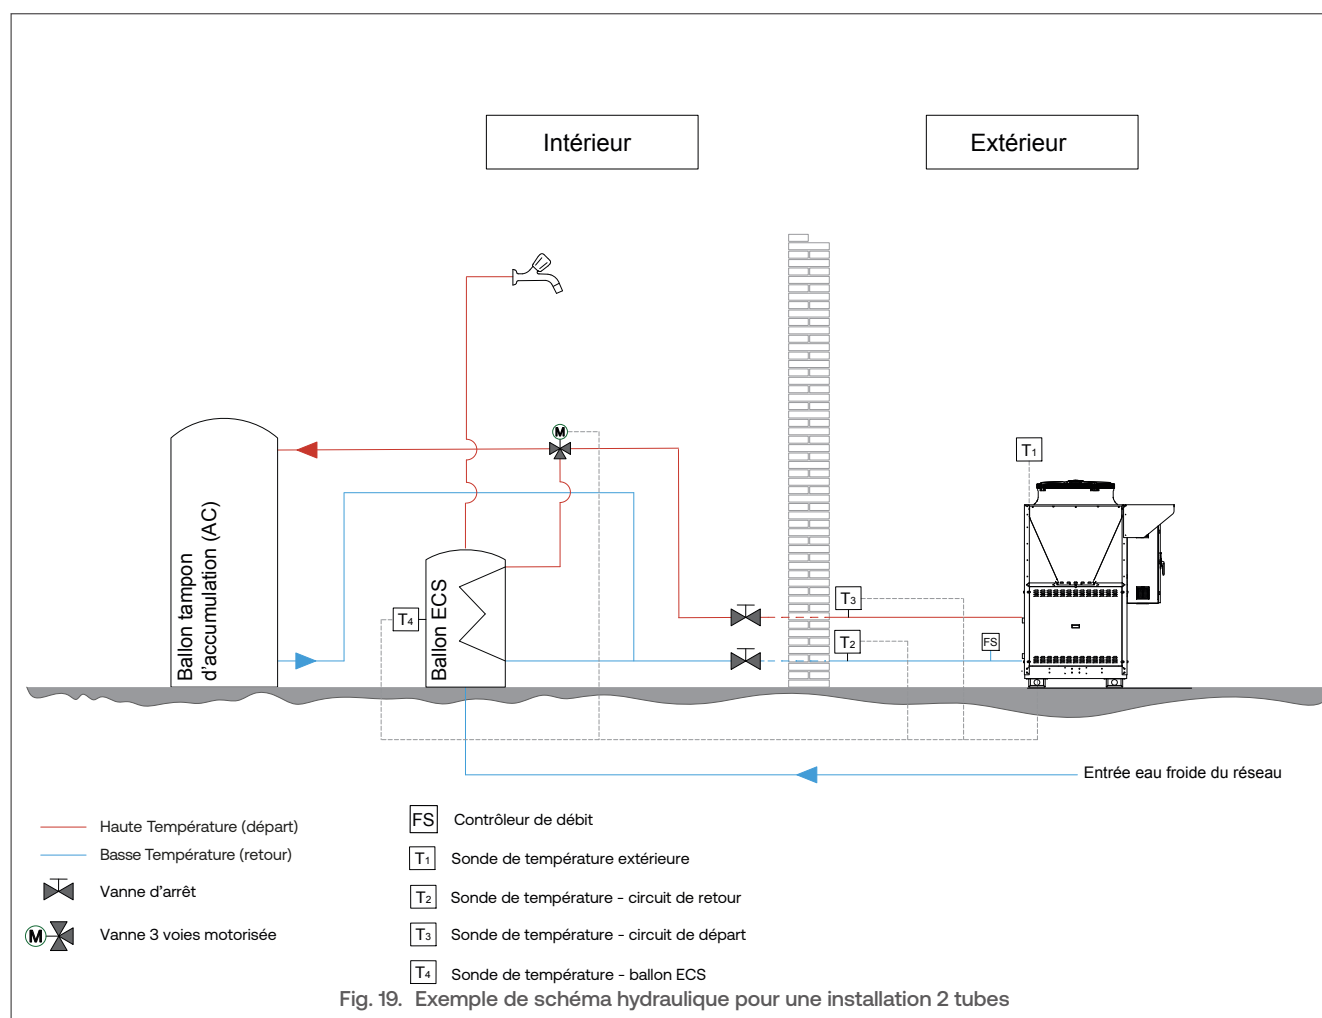 Intérieur
Extérieur
M
T1
Ballon tampon
d'accumulation (AC)
Ballon ECS
T4
T3
T2
FS
Entrée eau froide du réseau
Haute Température (départ)
Basse Température (retour)
Vanne d'arrêt
M Vanne 3 voies motorisée
FS Contrôleur de débit
T1 Sonde de température extérieure
T2 Sonde de température - circuit de retour
T3 Sonde de température - circuit de départ
T4 Sonde de température - ballon ECS
Fig. 19. Exemple de schéma hydraulique pour une installation 2 tubes